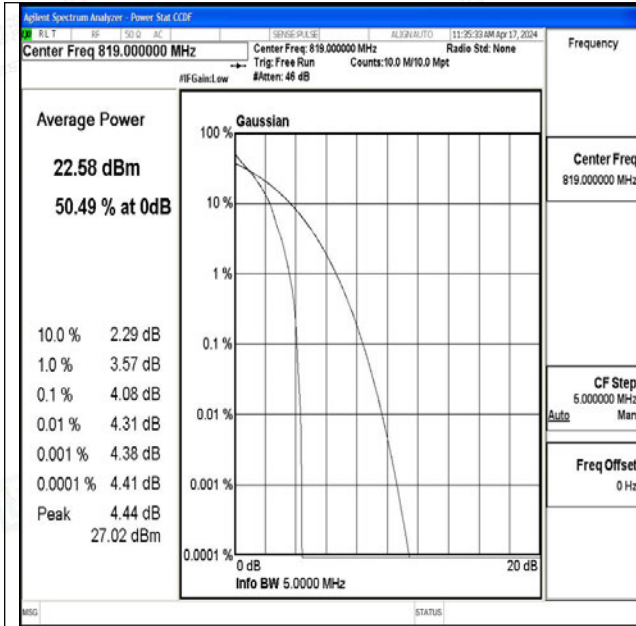 Agilent Spectrum Analyzer - Power Stat CCDF
RLT RF 50 Ω AC SENSE:PULSE ALIGNAUTO 11:35:33 AM Apr 17, 2024
Center Freq 819.000000 MHz
Center Freq: 819.000000 MHz Radio Std: None
Trig: Free Run Counts:10.0 M/10.0 Mpt
#IFGain:Low #Atten: 46 dB
Frequency
Average Power
22.58 dBm
50.49 % at 0dB
10.0 % 2.29 dB
1.0 % 3.57 dB
0.1 % 4.08 dB
0.01 % 4.31 dB
0.001 % 4.38 dB
0.0001 % 4.41 dB
Peak 4.44 dB
27.02 dBm
Gaussian
100 %
10 %
1 %
0.1 %
0.01 %
0.001 %
0.0001 %
0 dB 20 dB
Info BW 5.0000 MHz
Center Freq
819.000000 MHz
CF Step
5.000000 MHz
Auto Man
Freq Offset
0 Hz
MSG STATUS